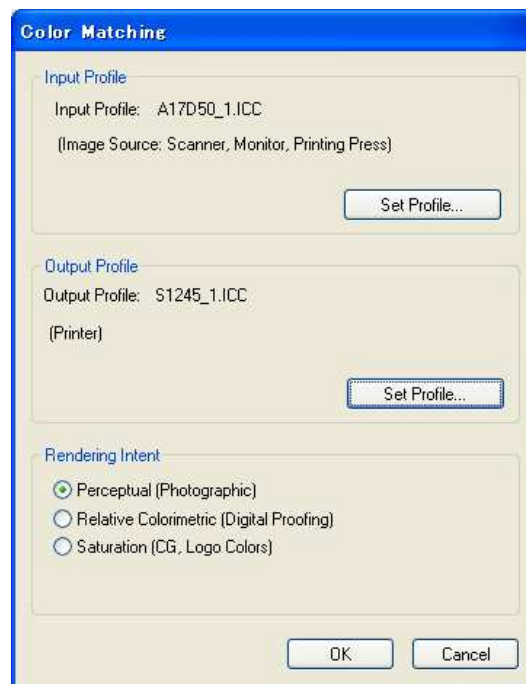 Color Matching
Input Profile
Input Profile: A17D50_1.ICC
(Image Source: Scanner, Monitor, Printing Press)
Set Profile...
Output Profile
Output Profile: S1245_1.ICC
(Printer)
Set Profile...
Rendering Intent
Perceptual (Photographic)
Relative Colorimetric (Digital Proofing)
Saturation (CG, Logo Colors)
OK Cancel